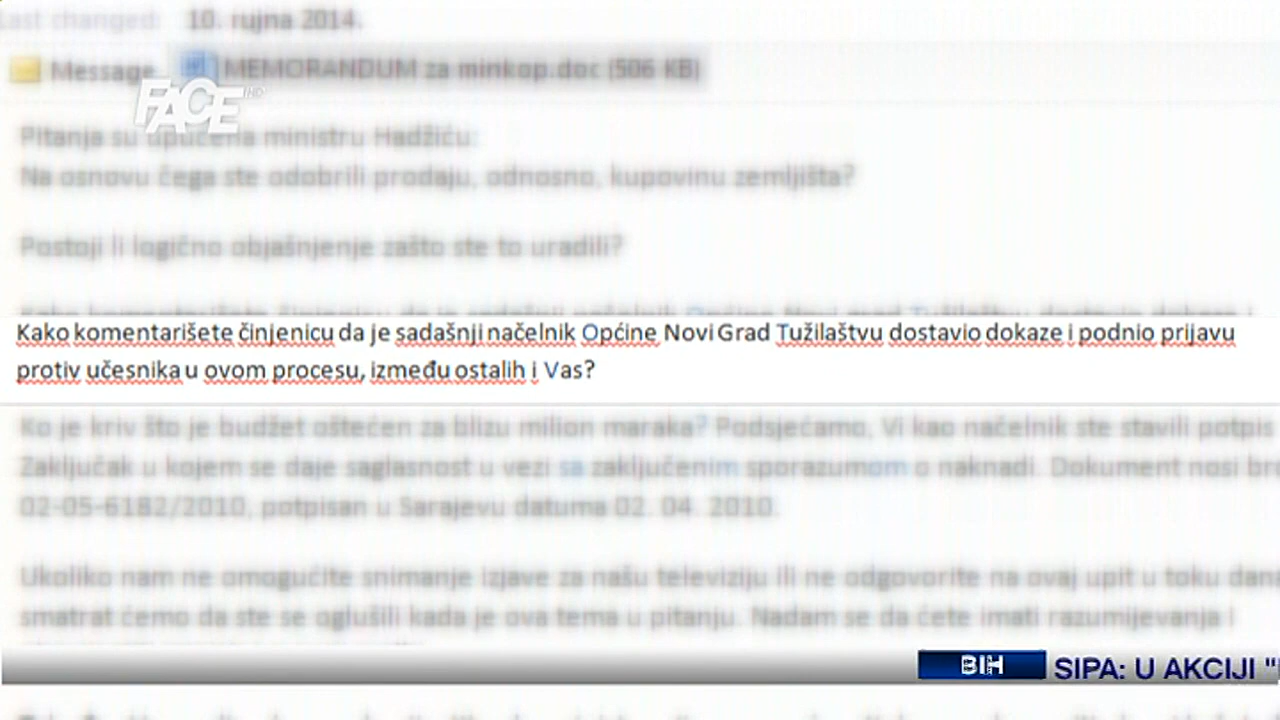 Last changed: 10. rujna 2014.
Message MEMORANDUM za minkop.doc (506 KB)
FACE HD
Pitanja su upućena ministru Hadžiću:
Na osnovu čega ste odobrili prodaju, odnosno, kupovinu zemljišta?
Postoji li logično objašnjenje zašto ste to uradili?
Kako komentarišete činjenicu da je sadašnji načelnik Općine Novi Grad Tužilaštvu dostavio dokaze i podnio prijavu
protiv učesnika u ovom procesu, između ostalih i Vas?
Ko je kriv što je budžet oštećen za blizu milion maraka? Podsjećamo, Vi kao načelnik ste stavili potpis
Zaključak u kojem se daje saglasnost u vezi sa zaključenim sporazumom o naknadi. Dokument nosi
02-05-6182/2010, potpisan u Sarajevu datuma 02. 04. 2010.
Ukoliko nam ne omogućite snimanje izjave za našu televiziju ili ne odgovorite na ovaj upit u toku
smatrat ćemo da ste se oglušili kada je ova tema u pitanju. Nadam se da ćete imati razumijevanja i
BIH SIPA: U AKCIJI "